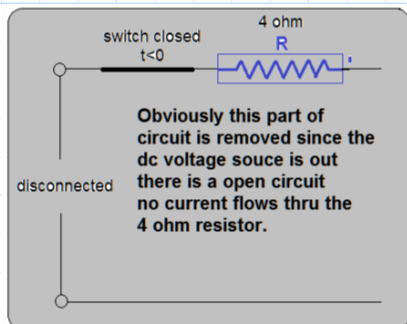 4 ohm
switch closed
t<0
R
Obviously this part of
circuit is removed since the
dc voltage souce is out
there is a open circuit
no current flows thru the
4 ohm resistor.
disconnected